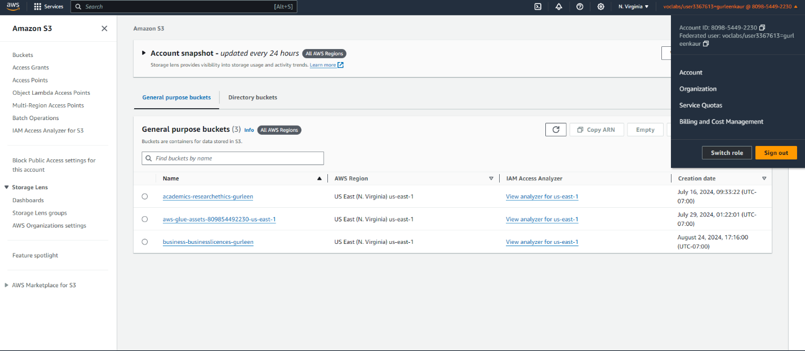 aws
Services
Search
[Alt+S]
N. Virginia ▼
voclabs/user3367613=gurleenkaur @ 8098-5449-2230 ▲
Account ID: 8098-5449-2230
Federated user: voclabs/user3367613=gurl
eenkaur
Account
Organization
Service Quotas
Billing and Cost Management
Switch role
Sign out
Amazon S3
Buckets
Access Grants
Access Points
Object Lambda Access Points
Multi-Region Access Points
Batch Operations
IAM Access Analyzer for S3
Block Public Access settings for
this account
Storage Lens
Dashboards
Storage Lens groups
AWS Organizations settings
Feature spotlight
AWS Marketplace for S3
Amazon S3
Account snapshot - updated every 24 hours All AWS Regions
Storage lens provides visibility into storage usage and activity trends. Learn more
General purpose buckets
Directory buckets
General purpose buckets (3) Info All AWS Regions
Buckets are containers for data stored in S3.
Copy ARN
Empty
Find buckets by name
Name
AWS Region
IAM Access Analyzer
Creation date
academics-researchethics-gurleen
US East (N. Virginia) us-east-1
View analyzer for us-east-1
July 16, 2024, 09:33:22 (UTC-
07:00)
aws-glue-assets-809854492230-us-east-1
US East (N. Virginia) us-east-1
View analyzer for us-east-1
July 29, 2024, 01:22:01 (UTC-
07:00)
business-businesslicences-gurleen
US East (N. Virginia) us-east-1
View analyzer for us-east-1
August 24, 2024, 17:16:00
(UTC-07:00)